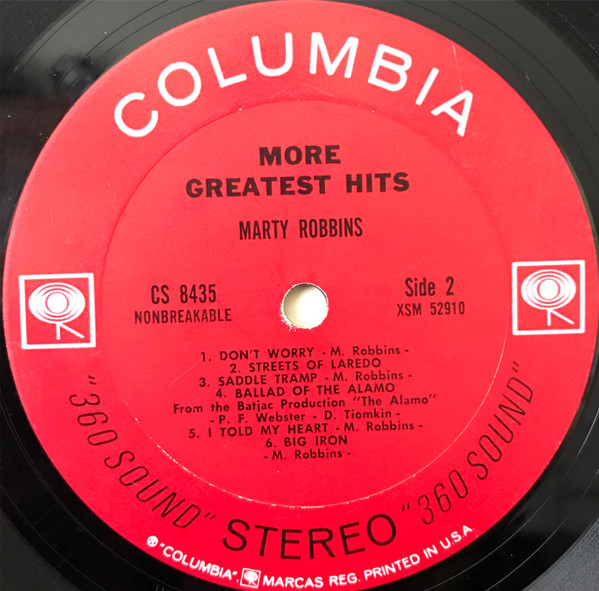 COLUMBIA
MORE
GREATEST HITS
MARTY ROBBINS
CS 8435
NONBREAKABLE
Side 2
XSM 52910
1. DON'T WORRY - M. Robbins -
2. STREETS OF LAREDO
3. SADDLE TRAMP - M. Robbins -
4. BALLAD OF THE ALAMO
From the Batjac Production "The Alamo"
- P. F. Webster - D. Tiomkin -
5. I TOLD MY HEART - M. Robbins -
6. BIG IRON
- M. Robbins -
"360 SOUND" STEREO "360 SOUND"
® "COLUMBIA", MARCAS REG. PRINTED IN U.S.A.